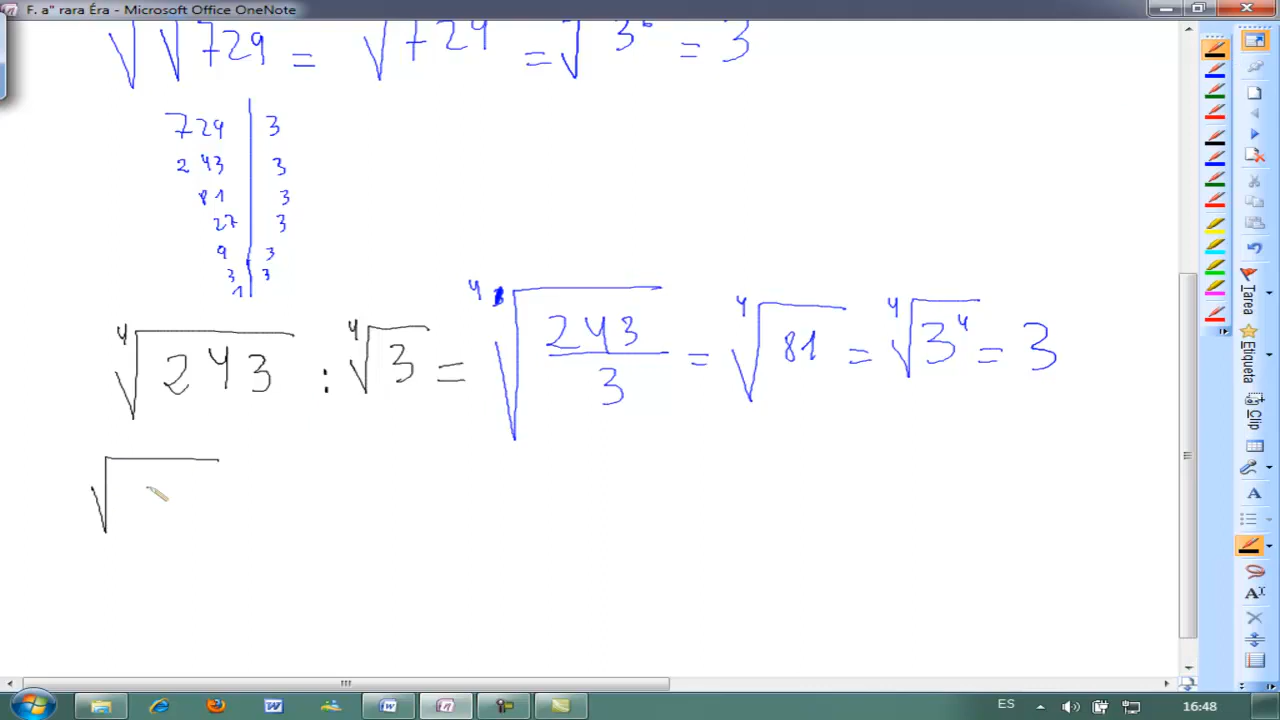 F. a" rara Éra - Microsoft Office OneNote
√√729 = √729 = √3⁶ = 3
729 | 3
243 | 3
81 | 3
27 | 3
9 | 3
3 | 3
1
⁴√243 : ⁴√3 = ⁴√(243/3) = ⁴√81 = ⁴√3⁴ = 3
√
Tarea
Etiqueta
Clip
A
A
ES
16:48